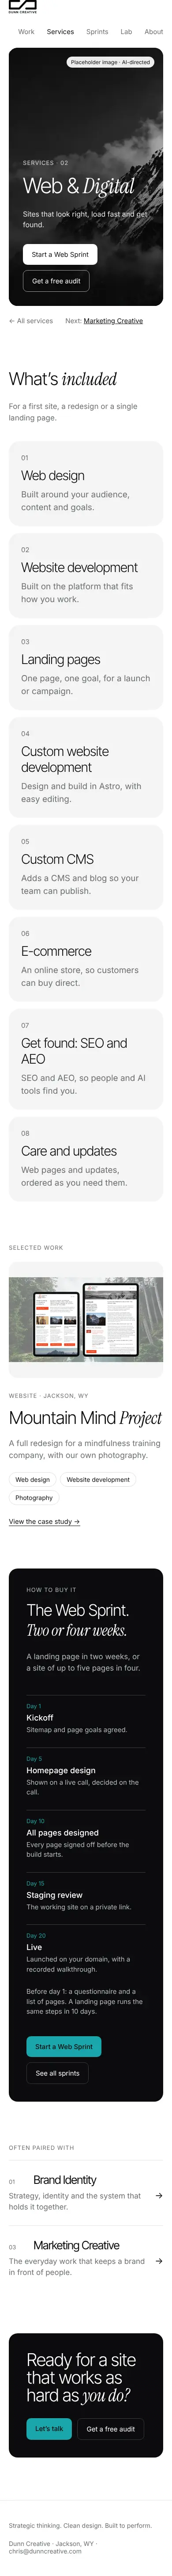 DUNN CREATIVE
Work Services Sprints Lab About
Placeholder image · AI-directed
SERVICES · 02
Web & Digital
Sites that look right, load fast and get
found.
Start a Web Sprint
Get a free audit
← All services Next: Marketing Creative
What's included
For a first site, a redesign or a single
landing page.
01
Web design
Built around your audience,
content and goals.
02
Website development
Built on the platform that fits
how you work.
03
Landing pages
One page, one goal, for a launch
or campaign.
04
Custom website
development
Design and build in Astro, with
easy editing.
05
Custom CMS
Adds a CMS and blog so your
team can publish.
06
E-commerce
An online store, so customers
can buy direct.
07
Get found: SEO and
AEO
SEO and AEO, so people and AI
tools find you.
08
Care and updates
Web pages and updates,
ordered as you need them.
SELECTED WORK
WEBSITE · JACKSON, WY
Mountain Mind Project
A full redesign for a mindfulness training
company, with our own photography.
Web design Website development
Photography
View the case study →
HOW TO BUY IT
The Web Sprint.
Two or four weeks.
A landing page in two weeks, or
a site of up to five pages in four.
Day 1
Kickoff
Sitemap and page goals agreed.
Day 5
Homepage design
Shown on a live call, decided on the
call.
Day 10
All pages designed
Every page signed off before the
build starts.
Day 15
Staging review
The working site on a private link.
Day 20
Live
Launched on your domain, with a
recorded walkthrough.
Before day 1: a questionnaire and a
list of pages. A landing page runs the
same steps in 10 days.
Start a Web Sprint
See all sprints
OFTEN PAIRED WITH
01 Brand Identity
Strategy, identity and the system that
holds it together.
→
03 Marketing Creative
The everyday work that keeps a brand
in front of people.
→
Ready for a site
that works as
hard as you do?
Let's talk Get a free audit
Strategic thinking. Clean design. Built to perform.
Dunn Creative · Jackson, WY ·
chris@dunncreative.com